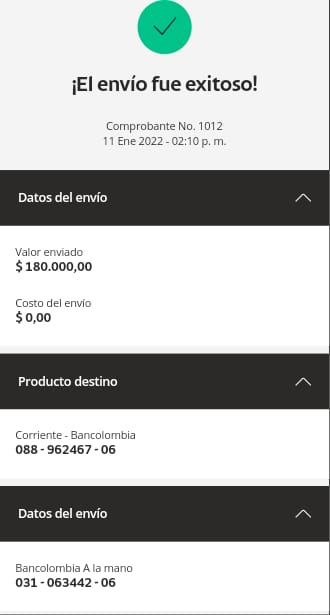 ¡El envío fue exitoso!
Comprobante No. 1012
11 Ene 2022 - 02:10 p. m.
Datos del envío
Valor enviado
$ 180.000,00
Costo del envío
$ 0,00
Producto destino
Corriente - Bancolombia
088 - 962467 - 06
Datos del envío
Bancolombia A la mano
031 - 063442 - 06